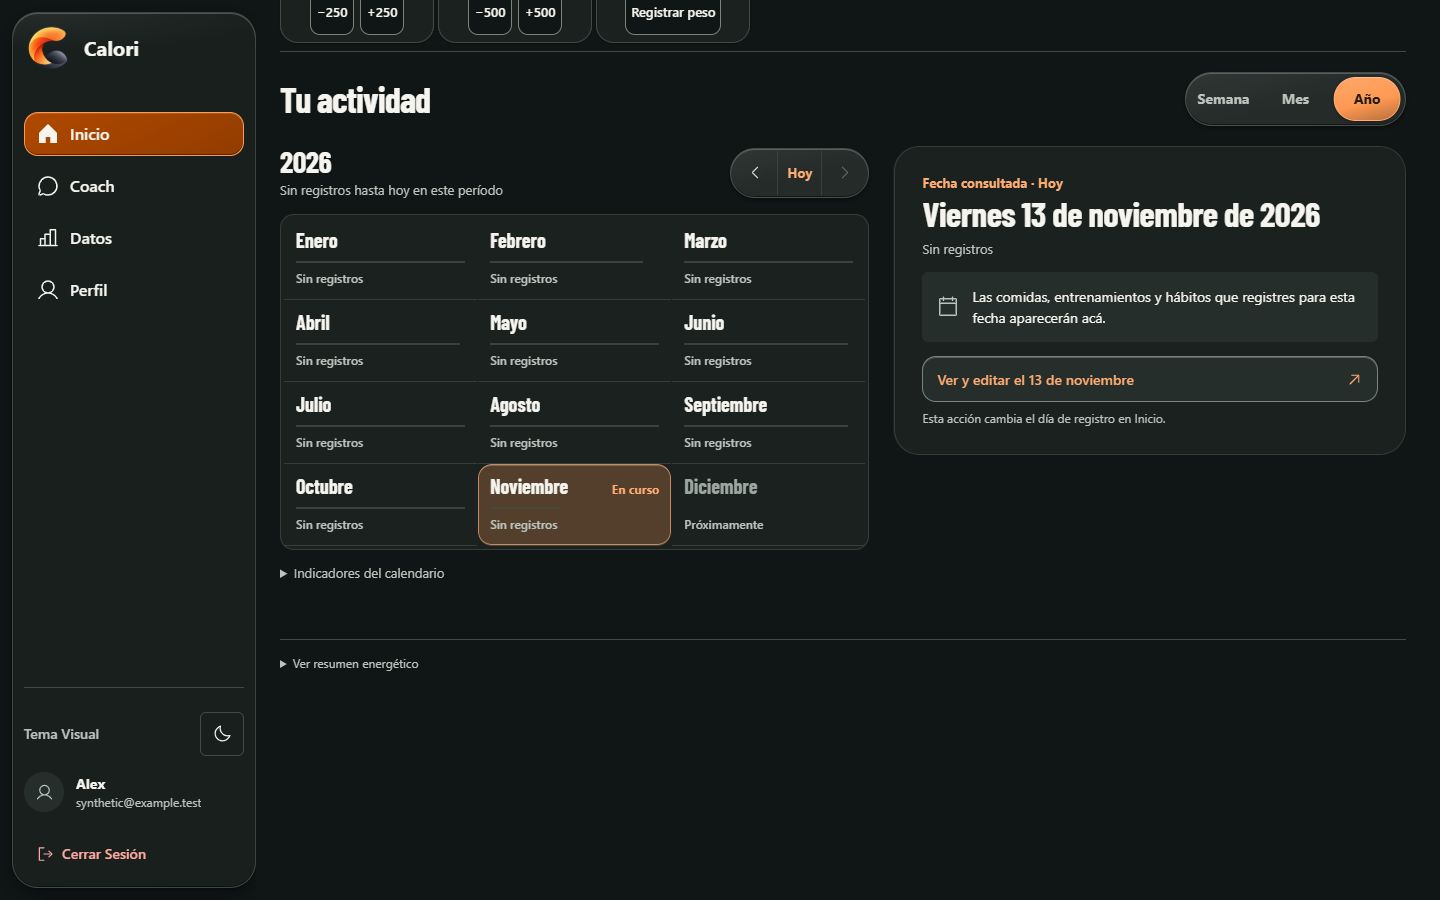 Calori
Inicio
Coach
Datos
Perfil
Tema Visual
Alex
synthetic@example.test
Cerrar Sesión
−250
+250
−500
+500
Registrar peso
Tu actividad
Semana
Mes
Año
2026
Sin registros hasta hoy en este período
Hoy
Enero
Sin registros
Febrero
Sin registros
Marzo
Sin registros
Abril
Sin registros
Mayo
Sin registros
Junio
Sin registros
Julio
Sin registros
Agosto
Sin registros
Septiembre
Sin registros
Octubre
Sin registros
Noviembre
En curso
Sin registros
Diciembre
Próximamente
Indicadores del calendario
Fecha consultada · Hoy
Viernes 13 de noviembre de 2026
Sin registros
Las comidas, entrenamientos y hábitos que registres para esta
fecha aparecerán acá.
Ver y editar el 13 de noviembre
Esta acción cambia el día de registro en Inicio.
Ver resumen energético